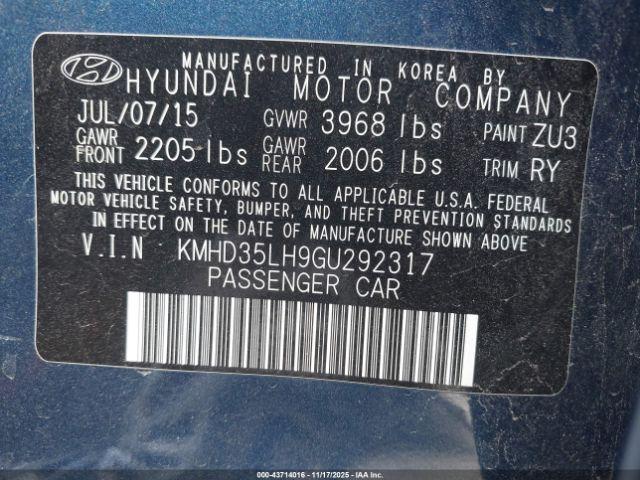 MANUFACTURED IN KOREA BY
HYUNDAI MOTOR COMPANY
JUL/07/15 GVWR 3968 lbs PAINT ZU3
GAWR FRONT 2205 lbs GAWR REAR 2006 lbs TRIM RY
THIS VEHICLE CONFORMS TO ALL APPLICABLE U.S.A. FEDERAL
MOTOR VEHICLE SAFETY, BUMPER, AND THEFT PREVENTION STANDARDS
IN EFFECT ON THE DATE OF MANUFACTURE SHOWN ABOVE
V.I.N KMHD35LH9GU292317
PASSENGER CAR
000-43714016 - 11/17/2025 - IAAI.CA